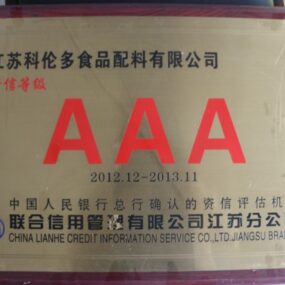 江苏科伦多食品配料有限公司
信等级
AAA
2012.12-2013.11
中国人民银行总行确认的资信评估机
联合信用管理有限公司江苏分公
CHINA LIANHE CREDIT INFORMATION SERVICE CO.,LTD.JIANGSU BRA